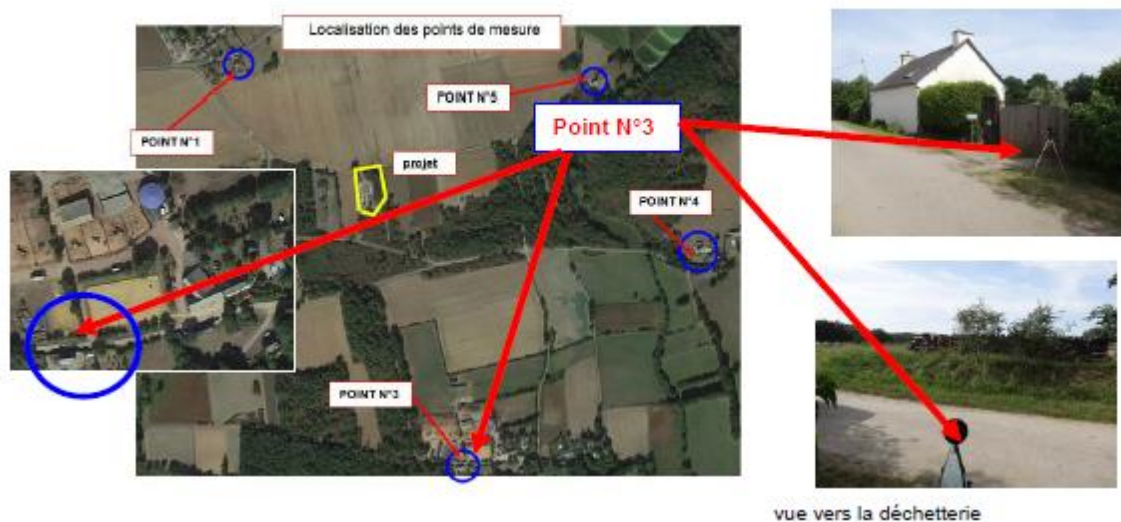 Localisation des points de mesure
POINT N°5
POINT N°1
Point N°3
projet
POINT N°4
POINT N°3
vue vers la déchetterie